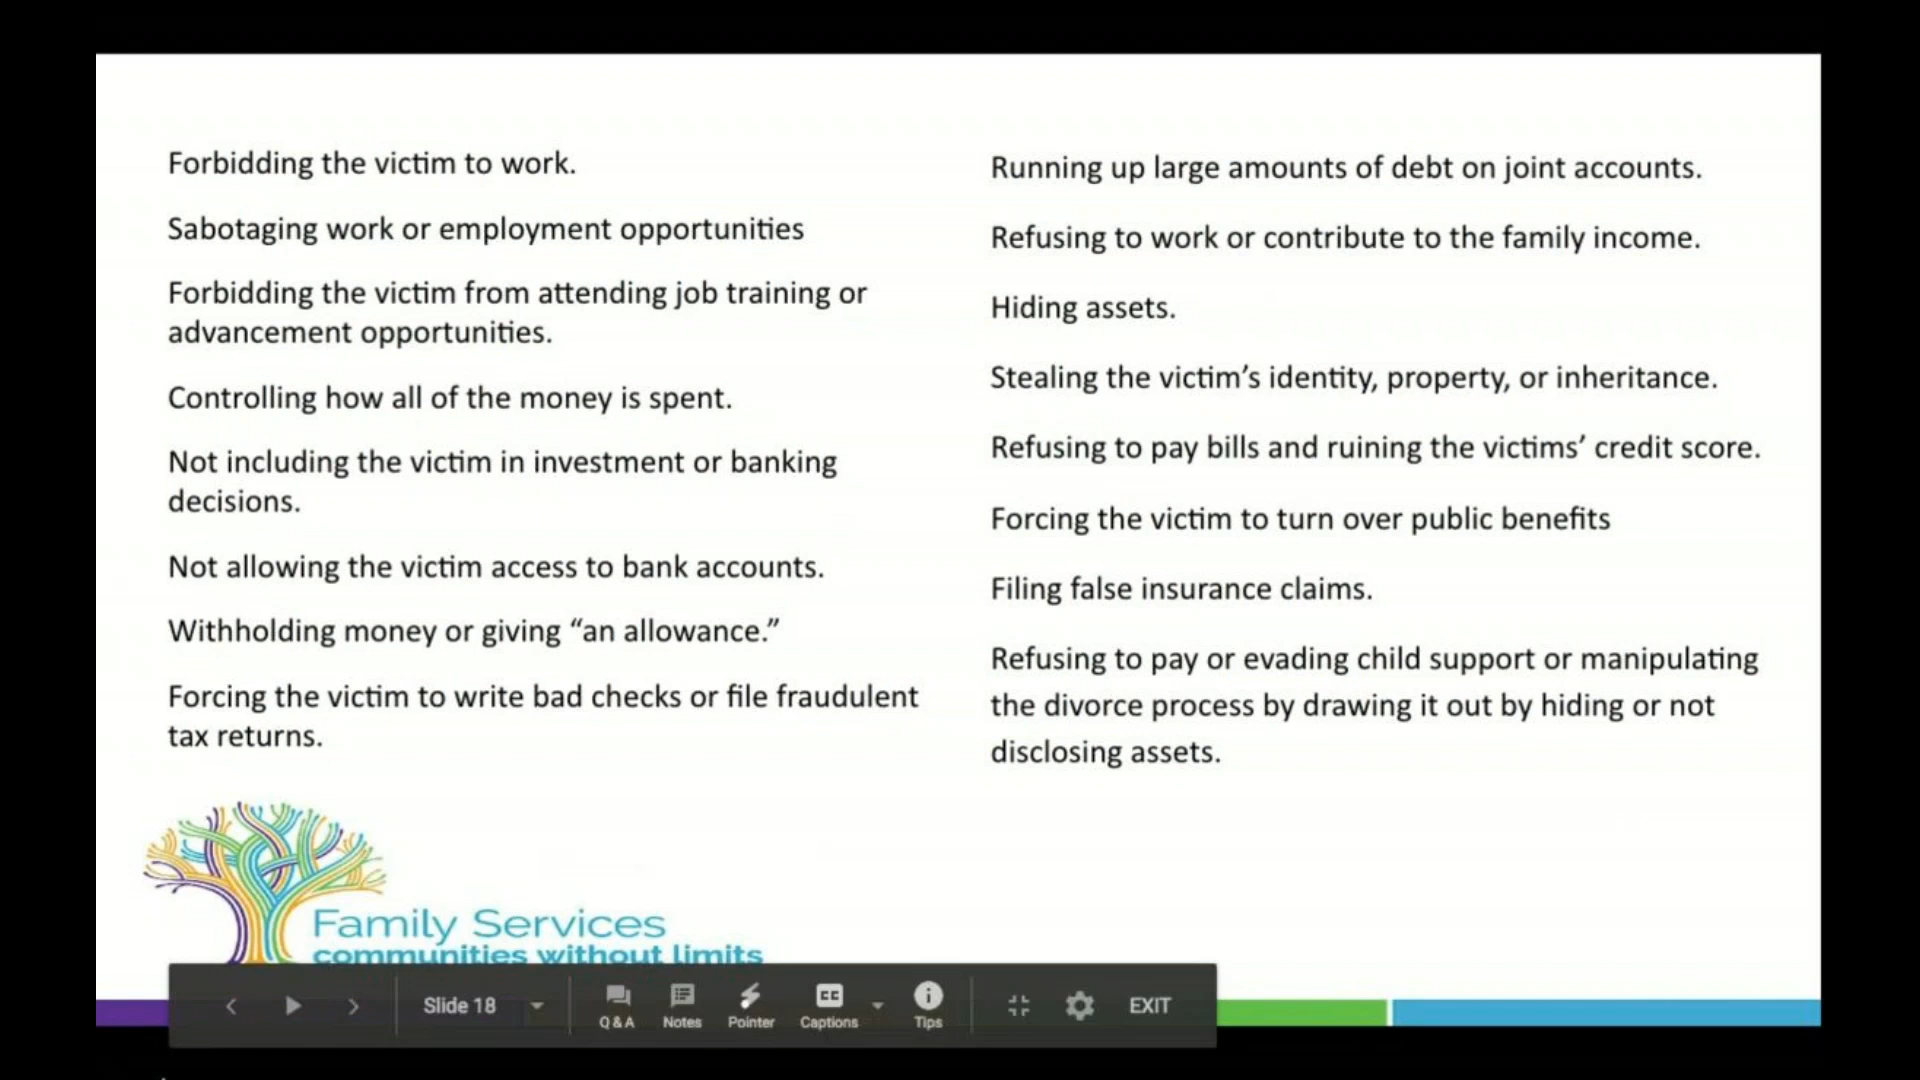 Forbidding the victim to work.
Sabotaging work or employment opportunities
Forbidding the victim from attending job training or
advancement opportunities.
Controlling how all of the money is spent.
Not including the victim in investment or banking
decisions.
Not allowing the victim access to bank accounts.
Withholding money or giving “an allowance.”
Forcing the victim to write bad checks or file fraudulent
tax returns.
Running up large amounts of debt on joint accounts.
Refusing to work or contribute to the family income.
Hiding assets.
Stealing the victim’s identity, property, or inheritance.
Refusing to pay bills and ruining the victims’ credit score.
Forcing the victim to turn over public benefits
Filing false insurance claims.
Refusing to pay or evading child support or manipulating
the divorce process by drawing it out by hiding or not
disclosing assets.
Family Services
communities without limits
Slide 18
Q&A
Notes
Pointer
CC
Captions
Tips
EXIT